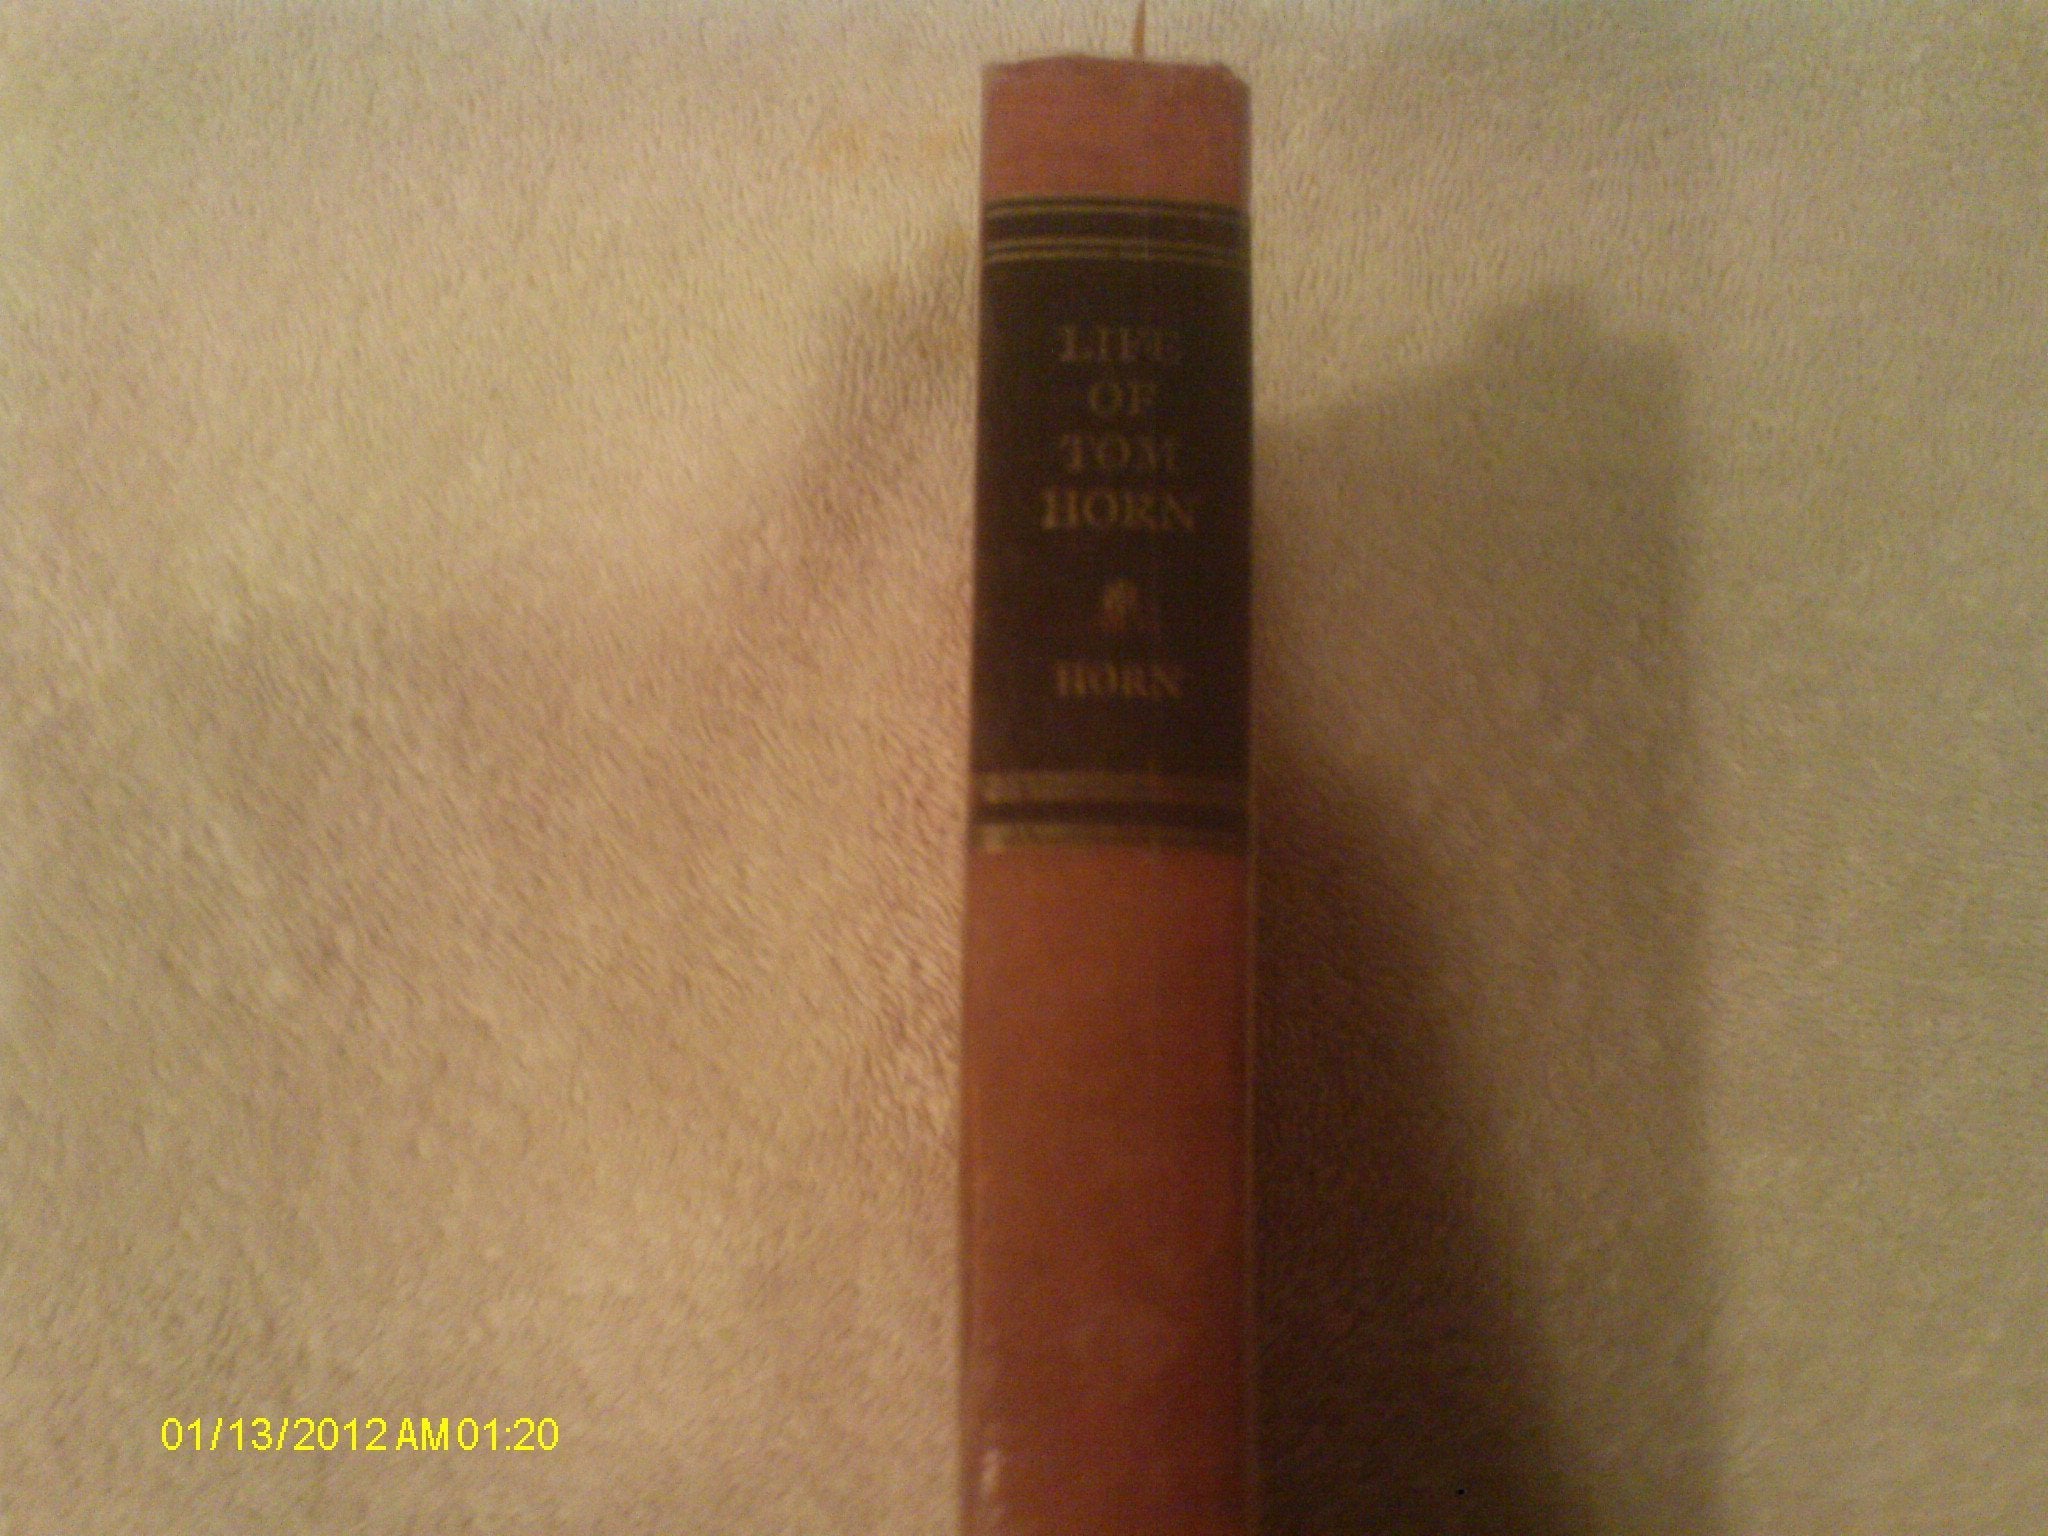 LIFE
OF
TOM
HORN
HORN
01/13/2012 AM 01:20